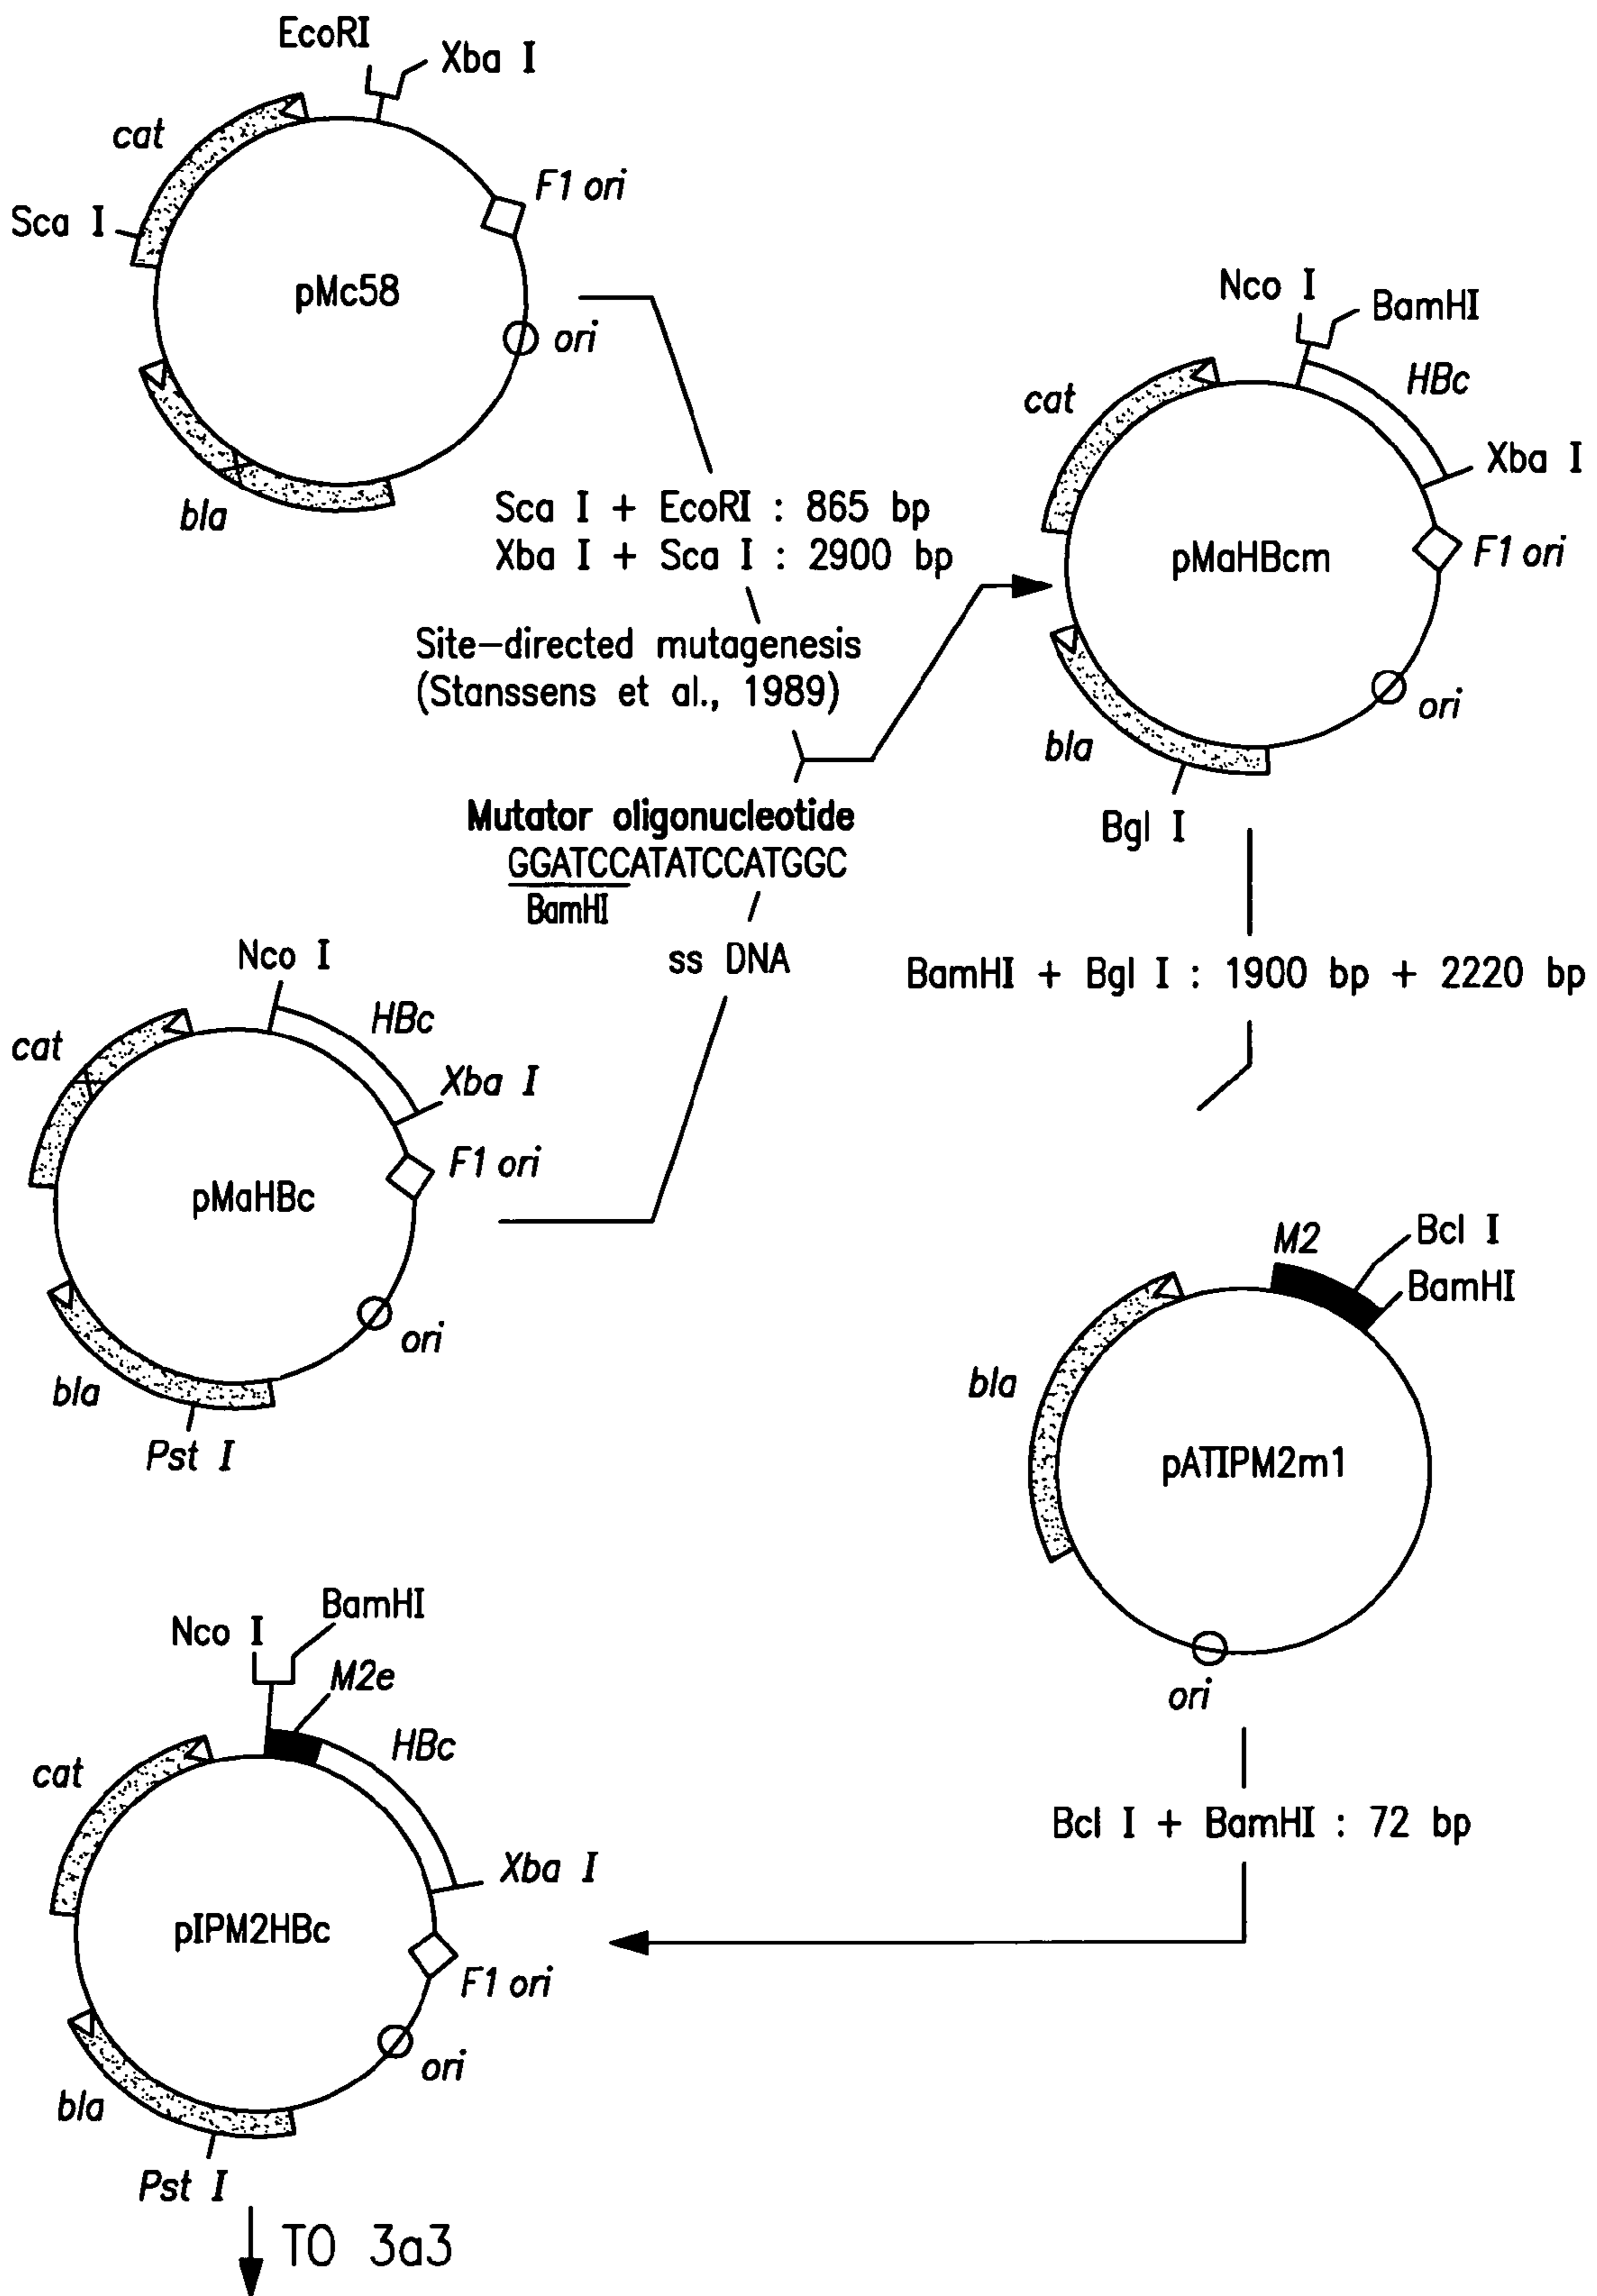 EcoRI
Xba I
cat
F1 ori
Sca I
pMc58
ori
bla
Sca I + EcoRI : 865 bp
Xba I + Sca I : 2900 bp
Site-directed mutagenesis
(Stanssens et al., 1989)
Mutator oligonucleotide
GGATCCATATCCATGGC
BamHI
ss DNA
Nco I
BamHI
HBc
cat
Xba I
pMaHBcm
F1 ori
ori
bla
Bgl I
BamHI + Bgl I : 1900 bp + 2220 bp
Nco I
HBc
cat
Xba I
F1 ori
pMaHBc
ori
bla
Pst I
M2
Bcl I
BamHI
bla
pATIPM2m1
ori
Bcl I + BamHI : 72 bp
Nco I
BamHI
M2e
HBc
cat
Xba I
pIPM2HBc
F1 ori
ori
bla
Pst I
TO 3a3